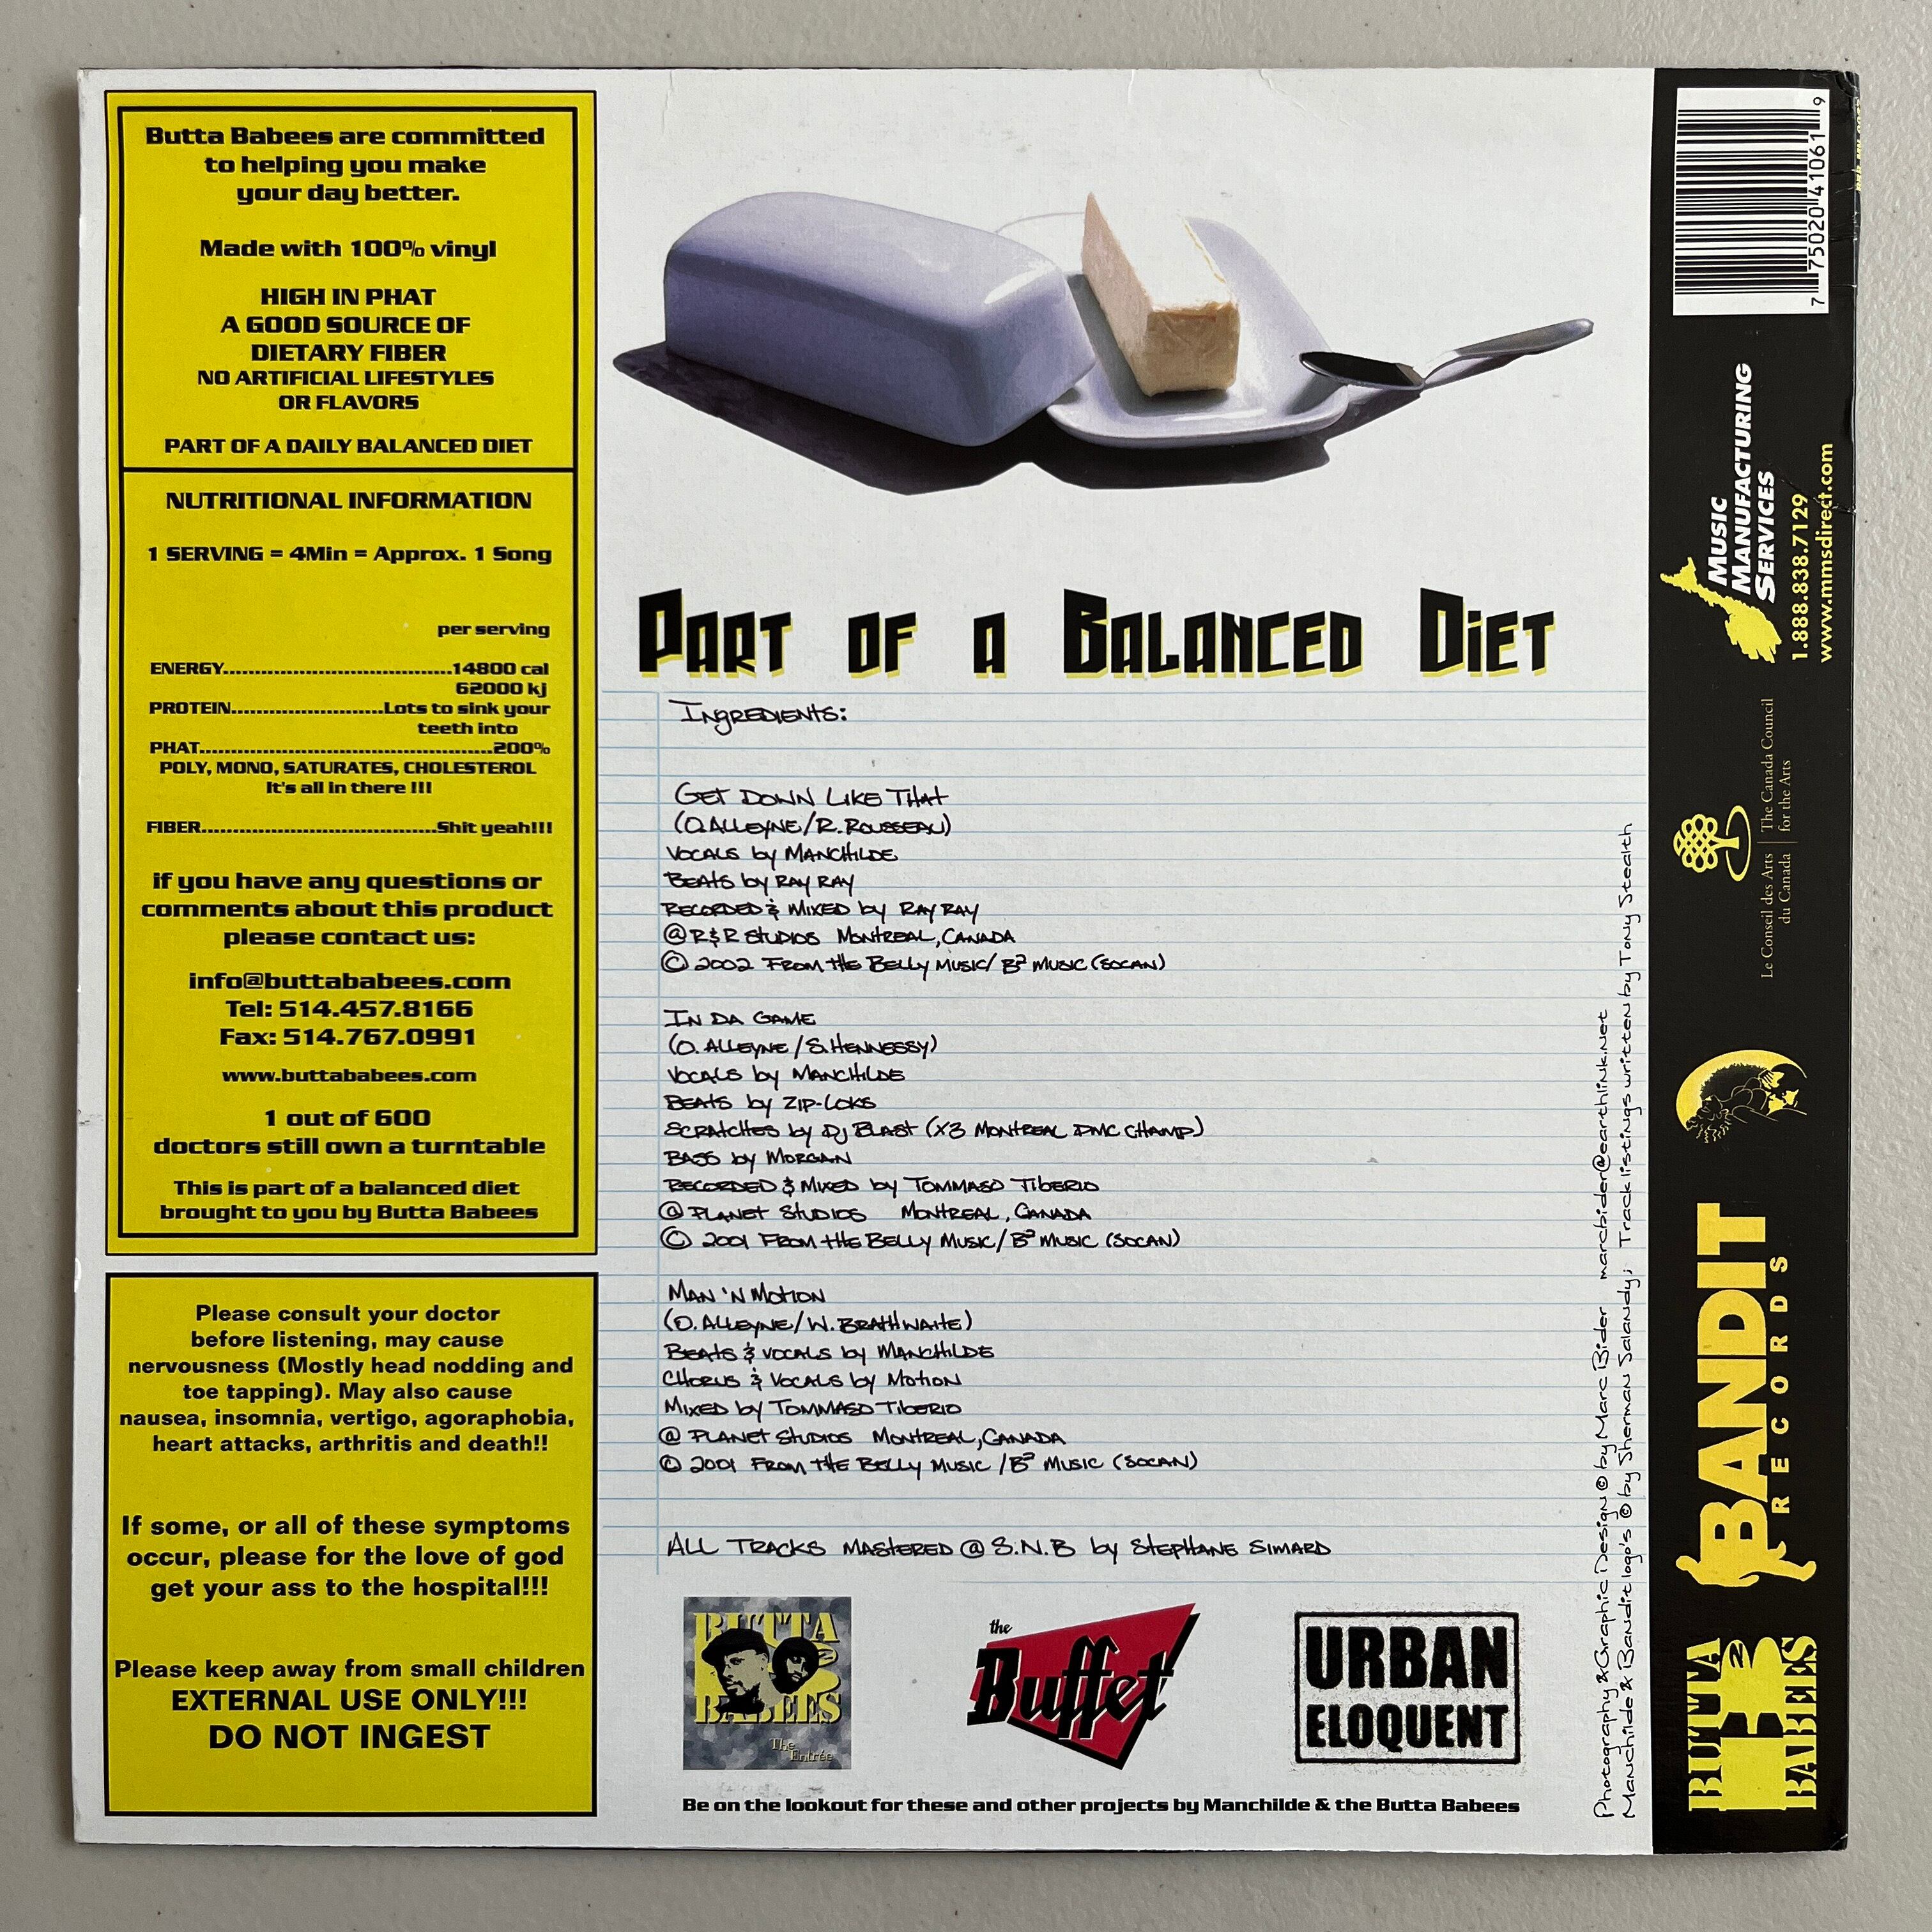 Butta Babees are committed
to helping you make
your day better.
Made with 100% vinyl
HIGH IN PHAT
A GOOD SOURCE OF
DIETARY FIBER
NO ARTIFICIAL LIFESTYLES
OR FLAVORS
PART OF A DAILY BALANCED DIET
NUTRITIONAL INFORMATION
1 SERVING = 4Min = Approx. 1 Song
per serving
ENERGY..............................................14800 cal
62000 kj
PROTEIN..............................Lots to sink your
teeth into
PHAT..........................................................200%
POLY, MONO, SATURATES, CHOLESTEROL
It's all in there !!!
FIBER...............................................Shit yeah!!!
if you have any questions or
comments about this product
please contact us:
info@buttababees.com
Tel: 514.457.8166
Fax: 514.767.0991
www.buttababees.com
1 out of 600
doctors still own a turntable
This is part of a balanced diet
brought to you by Butta Babees
Please consult your doctor
before listening, may cause
nervousness (Mostly head nodding and
toe tapping). May also cause
nausea, insomnia, vertigo, agoraphobia,
heart attacks, arthritis and death!!
If some, or all of these symptoms
occur, please for the love of god
get your ass to the hospital!!!
Please keep away from small children
EXTERNAL USE ONLY!!!
DO NOT INGEST
PART OF A BALANCED DiET
INgREDIENTS:
GET DOWN LIKE THAT
(O.ALLEYNE/R.ROUSSEAU)
VOCALS by MANCHILDE
BEATS by RAY RAY
RECORDED & MIXED by RAY RAY
@ R&R STUDIOS MONTREAL, CANADA
© 2002 FROM THE BELLY MUSIC/ B² MUSIC (SOCAN)
IN DA GAME
(O. ALLEYNE / S.HENNESSY)
VOCALS by MANCHILDE
BEATS by ZIP-LOKS
SCRATCHES by DJ BLAST (X3 MONTREAL DMC CHAMP)
BASS by MORGAN
RECORDED & MIXED by TOMMASO TIBERIO
@ PLANET STUDIOS MONTREAL, CANADA
© 2001 FROM THE BELLY MUSIC/ B² MUSIC (SOCAN)
MAN 'N MOTION
(O. ALLEYNE/W. BRATHWAITE)
BEATS & VOCALS by MANCHILDE
CHORUS & VOCALS by MOTION
MIXED by TOMMASO TIBERIO
@ PLANET STUDIOS MONTREAL, CANADA
© 2001 FROM THE BELLY MUSIC /B² MUSIC (SOCAN)
ALL TRACKS MASTERED @ S.N.B by STEPHANE SIMARD
BUTTA
BABEES
The
Entrée
the
Buffet
URBAN
ELOQUENT
Be on the lookout for these and other projects by Manchilde & the Butta Babees
Photography & Graphic Design © by Marc Bider marcbider@earthlink.net
Manchilde & Bandit logo's © by Sherman Salandy; Track listings written by Tony Stealth
7 75020 41061 9
MUSIC
MANUFACTURING
SERVICES
1.888.838.7129
www.mmsdirect.com
Le Conseil des Arts du Canada
The Canada Council for the Arts
BANDIT
RECORDS
BUTTA
B²
BABEES